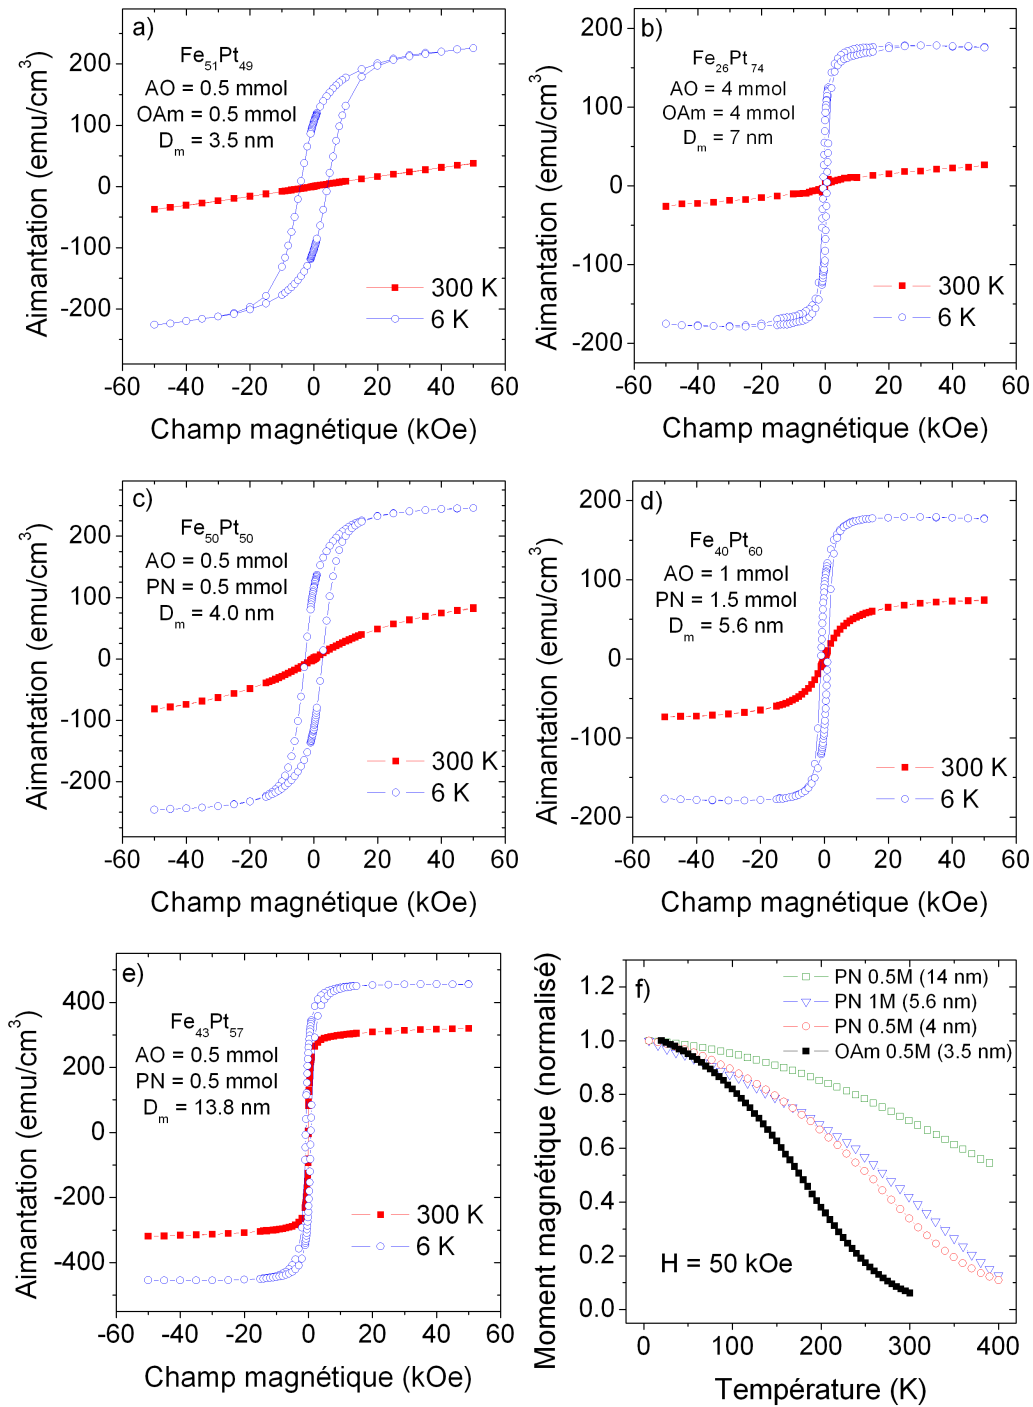 a)
Fe51Pt49
AO = 0.5 mmol
OAm = 0.5 mmol
Dm = 3.5 nm
300 K
6 K
Aimantation (emu/cm3)
200
100
0
-100
-200
-60 -40 -20 0 20 40 60
Champ magnétique (kOe)
b)
Fe26Pt74
AO = 4 mmol
OAm = 4 mmol
Dm = 7 nm
300 K
6 K
Aimantation (emu/cm3)
200
100
0
-100
-200
-60 -40 -20 0 20 40 60
Champ magnétique (kOe)
c)
Fe50Pt50
AO = 0.5 mmol
PN = 0.5 mmol
Dm = 4.0 nm
300 K
6 K
Aimantation (emu/cm3)
200
100
0
-100
-200
-60 -40 -20 0 20 40 60
Champ magnétique (kOe)
d)
Fe40Pt60
AO = 1 mmol
PN = 1.5 mmol
Dm = 5.6 nm
300 K
6 K
Aimantation (emu/cm3)
200
100
0
-100
-200
-60 -40 -20 0 20 40 60
Champ magnétique (kOe)
e)
Fe43Pt57
AO = 0.5 mmol
PN = 0.5 mmol
Dm = 13.8 nm
300 K
6 K
Aimantation (emu/cm3)
400
200
0
-200
-400
-60 -40 -20 0 20 40 60
Champ magnétique (kOe)
f)
PN 0.5M (14 nm)
PN 1M (5.6 nm)
PN 0.5M (4 nm)
OAm 0.5M (3.5 nm)
H = 50 kOe
Moment magnétique (normalisé)
1.2
1.0
0.8
0.6
0.4
0.2
0.0
0 100 200 300 400
Température (K)